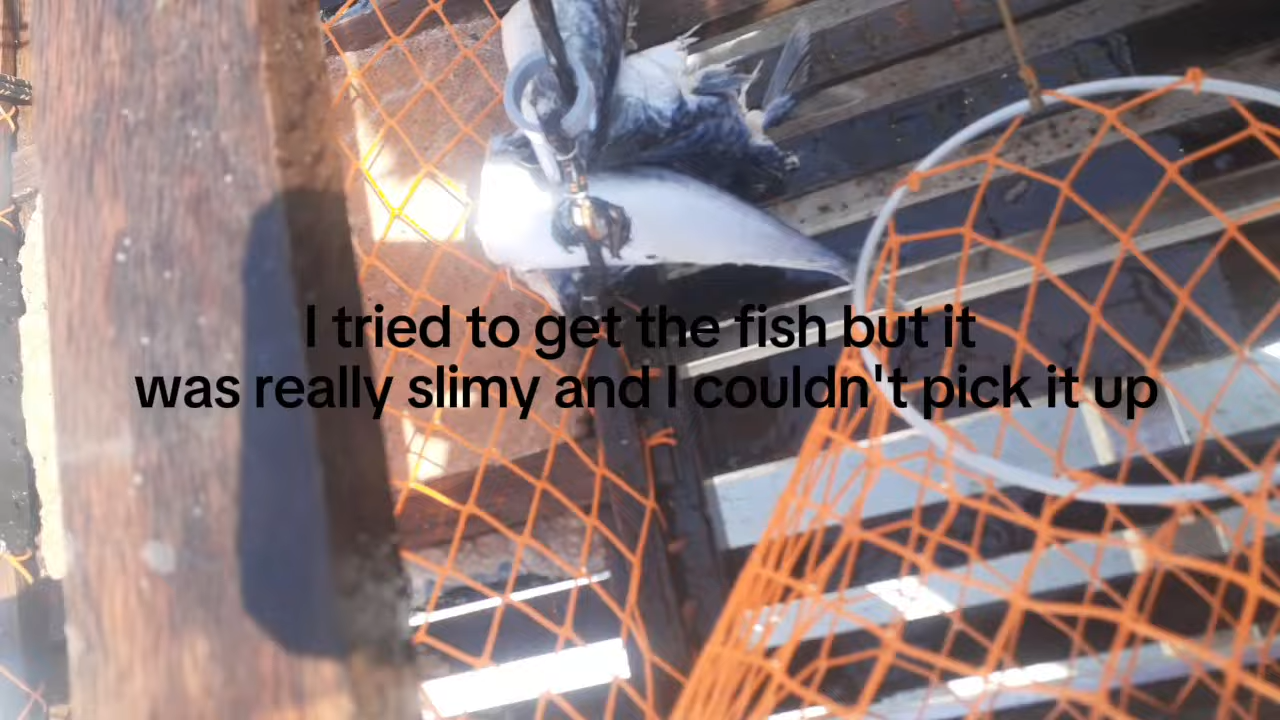 I tried to get the fish but it
was really slimy and I couldn't pick it up